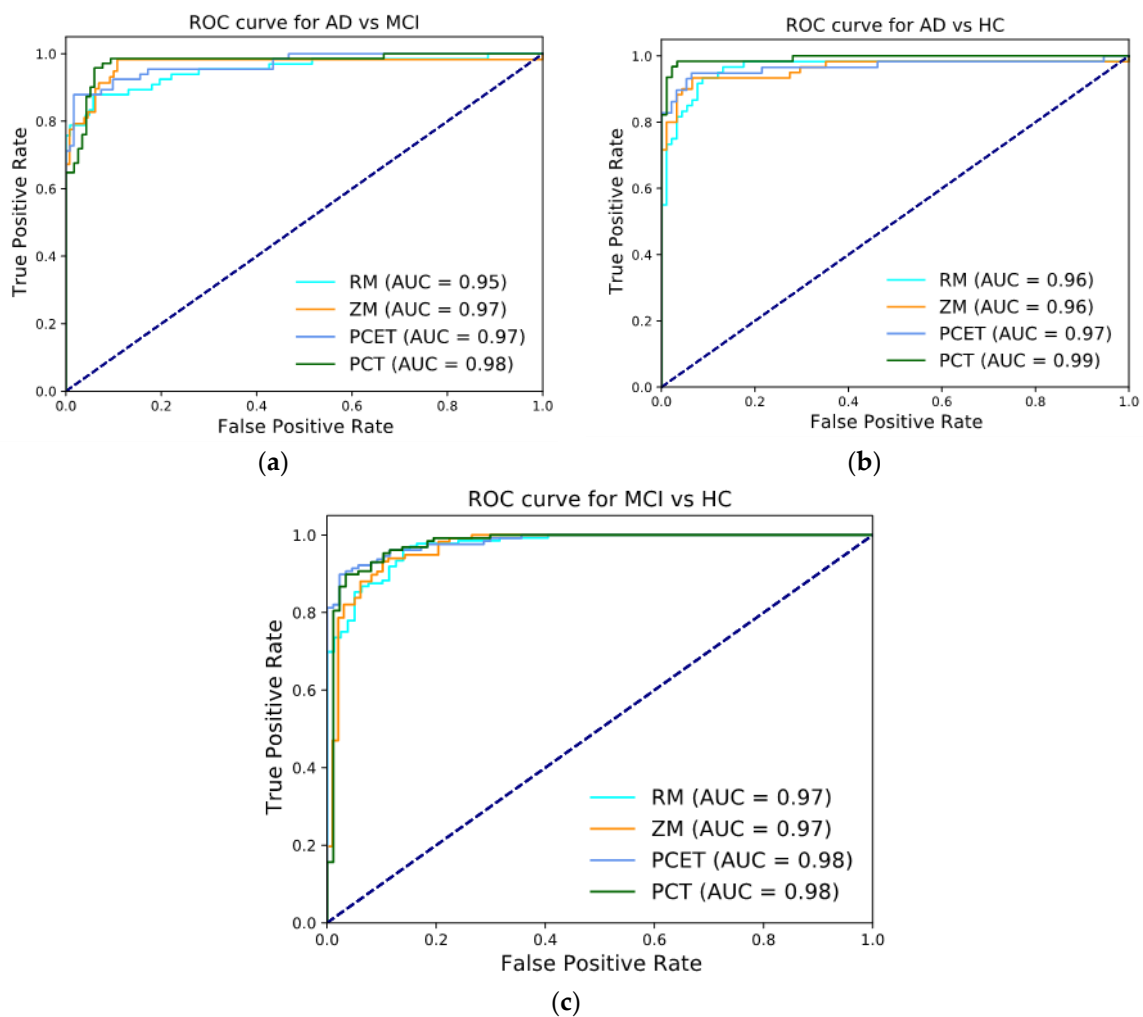 ROC curve for AD vs MCI
True Positive Rate
1.0
0.8
0.6
0.4
0.2
0.0
RM (AUC = 0.95)
ZM (AUC = 0.97)
PCET (AUC = 0.97)
PCT (AUC = 0.98)
0.0 0.2 0.4 0.6 0.8 1.0
False Positive Rate
(a)
ROC curve for AD vs HC
True Positive Rate
1.0
0.8
0.6
0.4
0.2
0.0
RM (AUC = 0.96)
ZM (AUC = 0.96)
PCET (AUC = 0.97)
PCT (AUC = 0.99)
0.0 0.2 0.4 0.6 0.8 1.0
False Positive Rate
(b)
ROC curve for MCI vs HC
True Positive Rate
1.0
0.8
0.6
0.4
0.2
0.0
RM (AUC = 0.97)
ZM (AUC = 0.97)
PCET (AUC = 0.98)
PCT (AUC = 0.98)
0.0 0.2 0.4 0.6 0.8 1.0
False Positive Rate
(c)